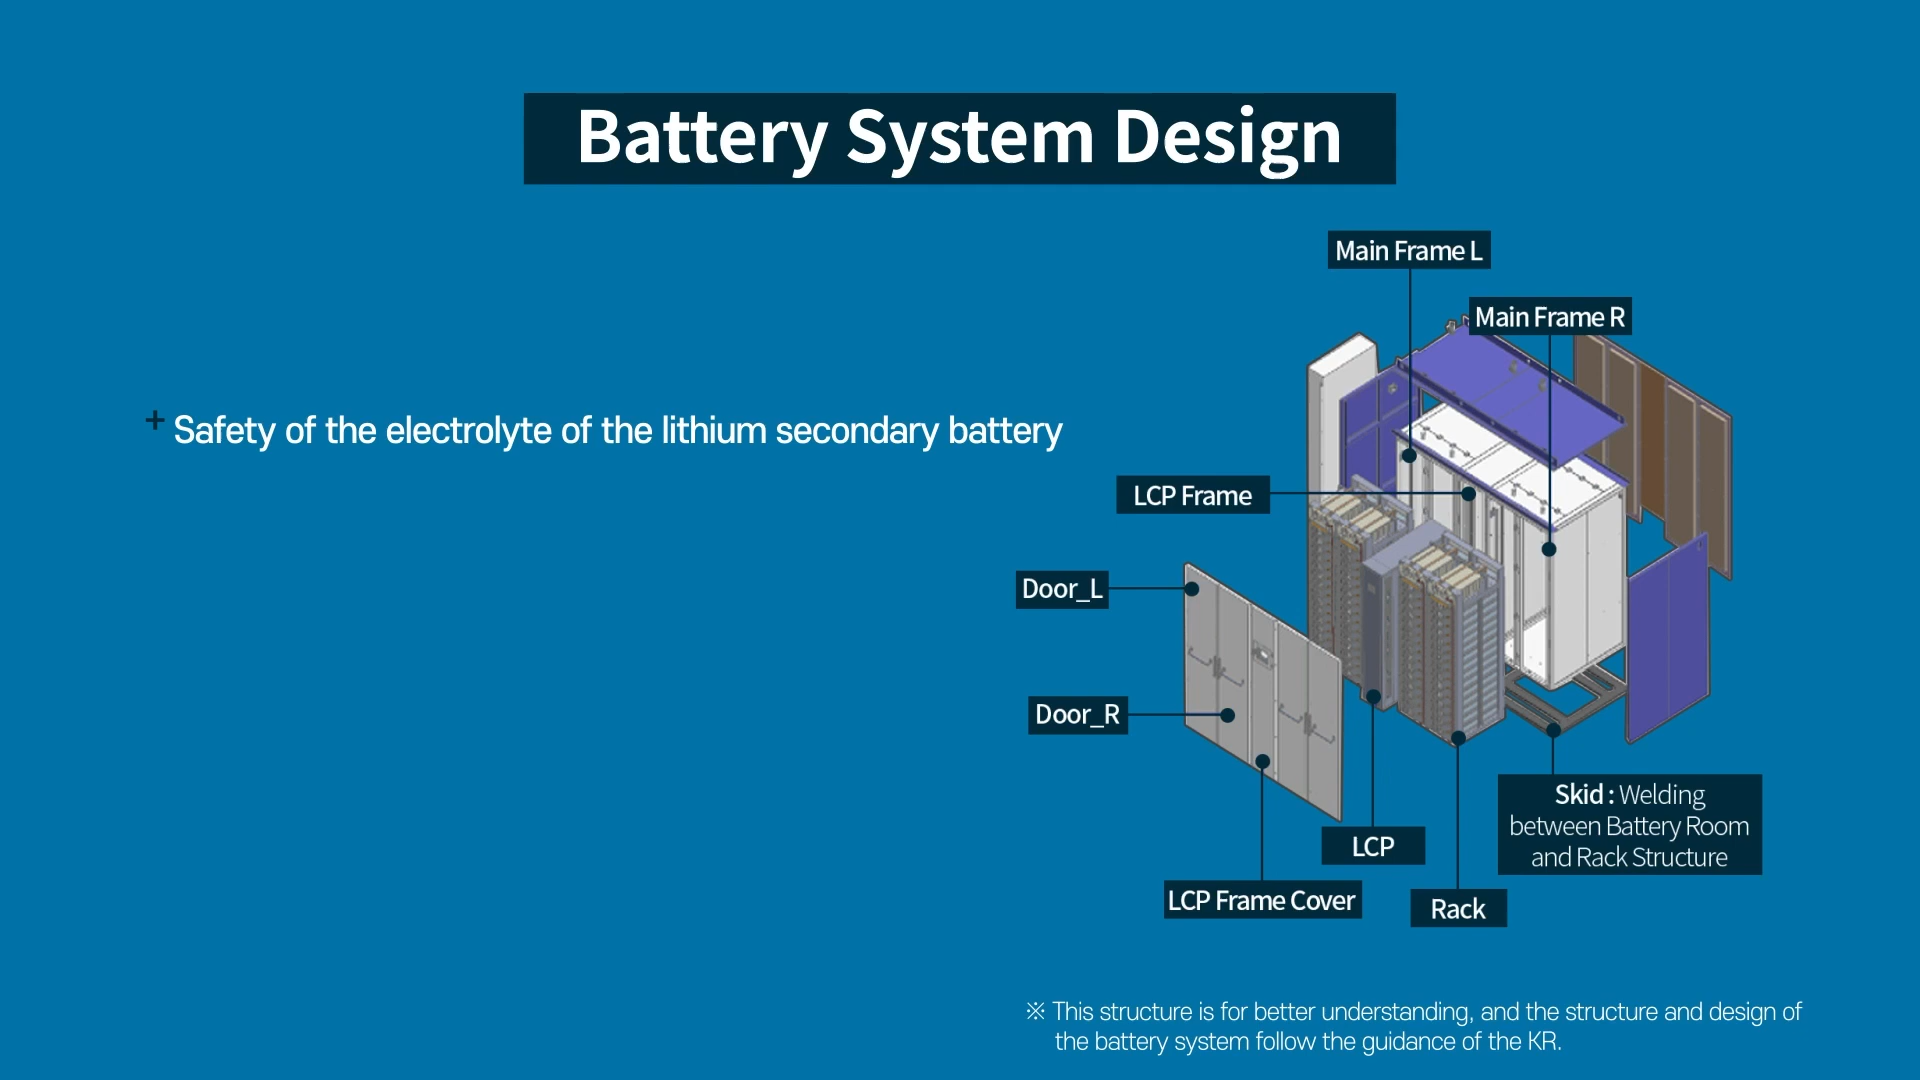 Battery System Design
Main Frame L
Main Frame R
+ Safety of the electrolyte of the lithium secondary battery
LCP Frame
Door_L
Door_R
Skid : Welding
between Battery Room
and Rack Structure
LCP
LCP Frame Cover
Rack
※ This structure is for better understanding, and the structure and design of
the battery system follow the guidance of the KR.